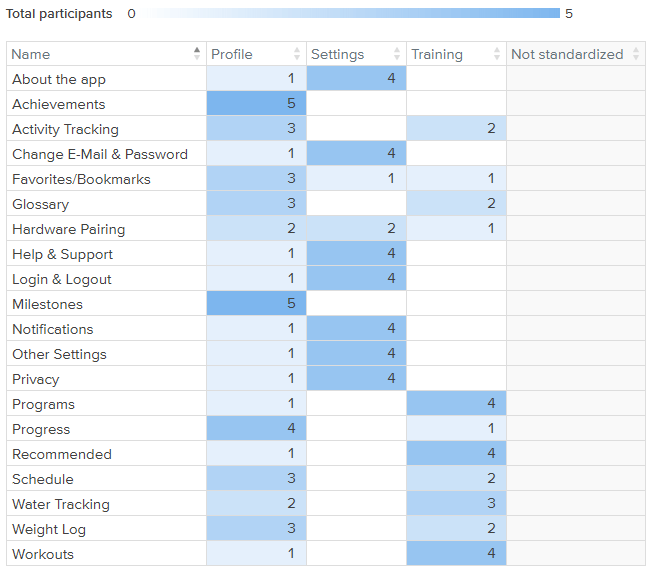 Total participants 0 5
Name Profile Settings Training Not standardized
About the app 1 4
Achievements 5
Activity Tracking 3 2
Change E-Mail & Password 1 4
Favorites/Bookmarks 3 1 1
Glossary 3 2
Hardware Pairing 2 2 1
Help & Support 1 4
Login & Logout 1 4
Milestones 5
Notifications 1 4
Other Settings 1 4
Privacy 1 4
Programs 1 4
Progress 4 1
Recommended 1 4
Schedule 3 2
Water Tracking 2 3
Weight Log 3 2
Workouts 1 4